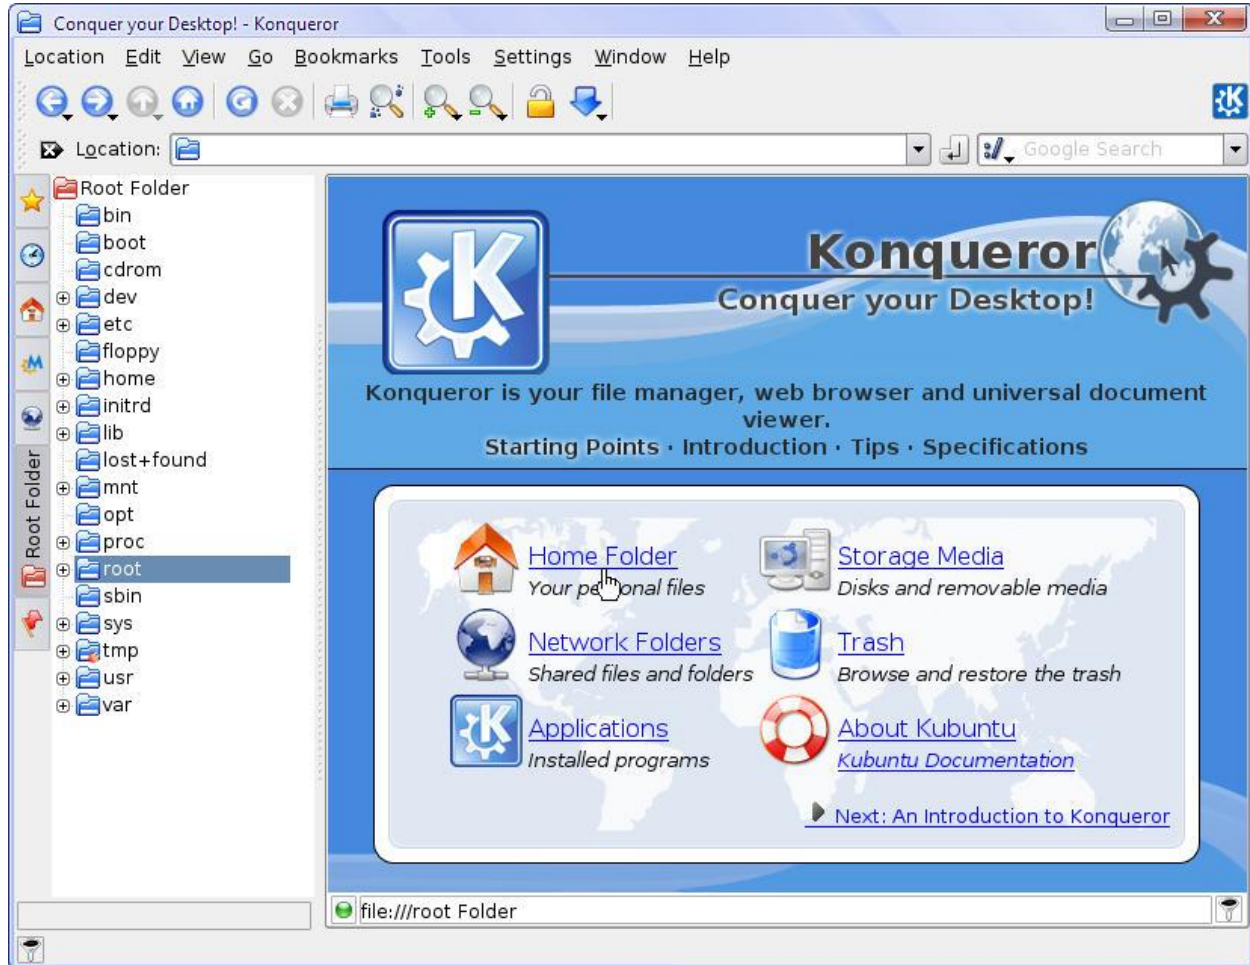 Conquer your Desktop! - Konqueror
Location Edit View Go Bookmarks Tools Settings Window Help
Location:
Google Search
Root Folder
bin
boot
cdrom
dev
etc
floppy
home
initrd
lib
lost+found
mnt
opt
proc
root
sbin
sys
tmp
usr
var
Root Folder
K
Konqueror
Conquer your Desktop!
Konqueror is your file manager, web browser and universal document
viewer.
Starting Points · Introduction · Tips · Specifications
Home Folder
Your personal files
Storage Media
Disks and removable media
Network Folders
Shared files and folders
Trash
Browse and restore the trash
Applications
Installed programs
About Kubuntu
Kubuntu Documentation
Next: An Introduction to Konqueror
file:///root Folder